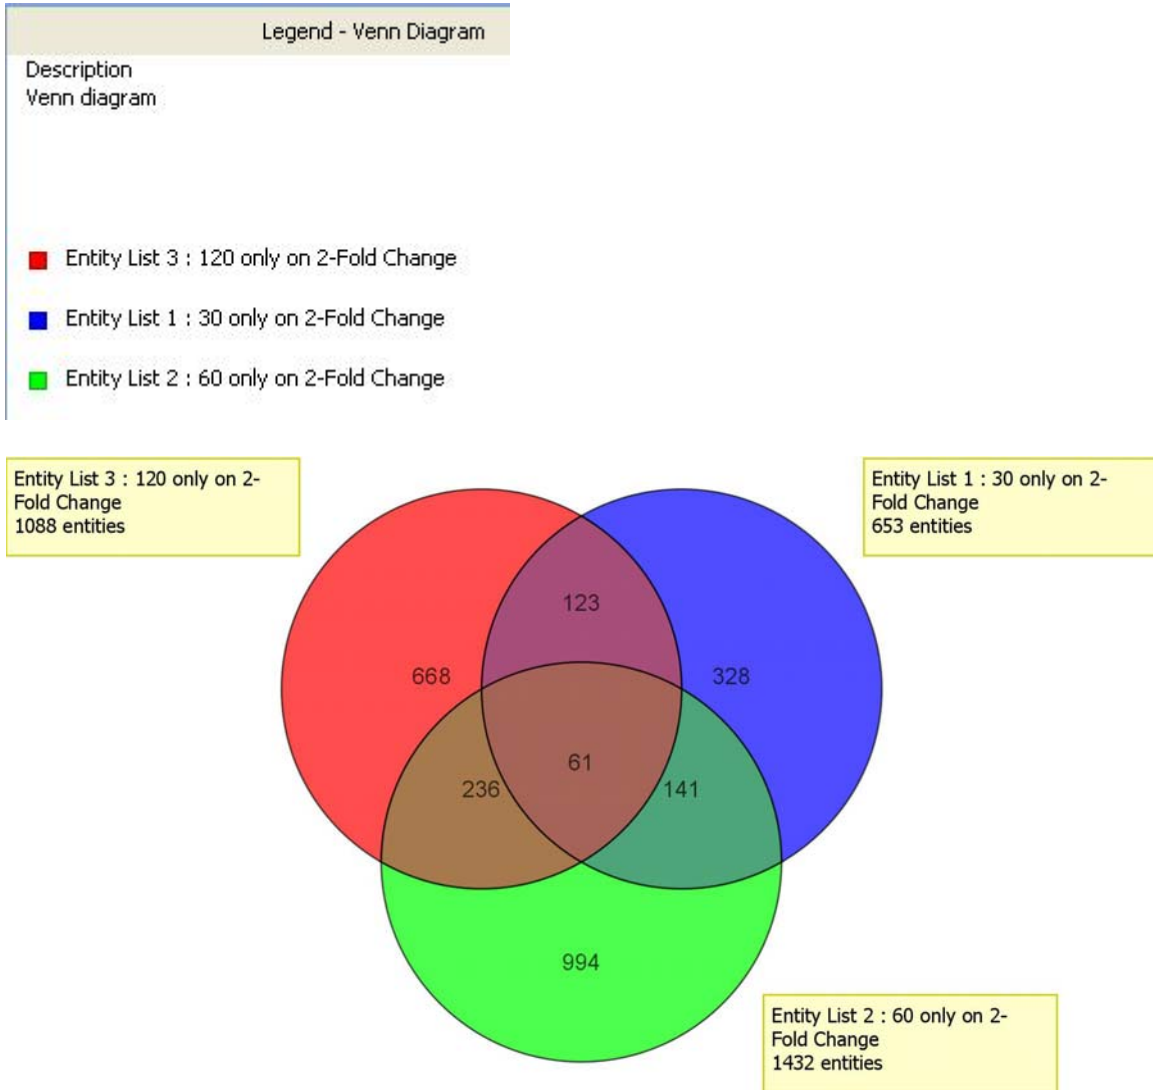 Legend - Venn Diagram
Description
Venn diagram
Entity List 3 : 120 only on 2-Fold Change
Entity List 1 : 30 only on 2-Fold Change
Entity List 2 : 60 only on 2-Fold Change
Entity List 3 : 120 only on 2-
Fold Change
1088 entities
Entity List 1 : 30 only on 2-
Fold Change
653 entities
123
668
328
61
236
141
994
Entity List 2 : 60 only on 2-
Fold Change
1432 entities